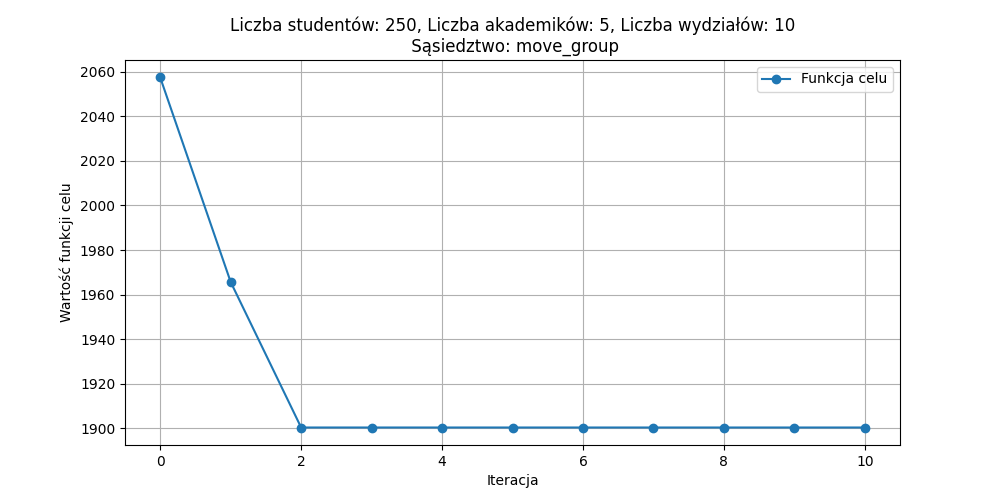 Liczba studentów: 250, Liczba akademików: 5, Liczba wydziałów: 10
Sąsiedztwo: move_group
Funkcja celu
Wartość funkcji celu
2060
2040
2020
2000
1980
1960
1940
1920
1900
0 2 4 6 8 10
Iteracja